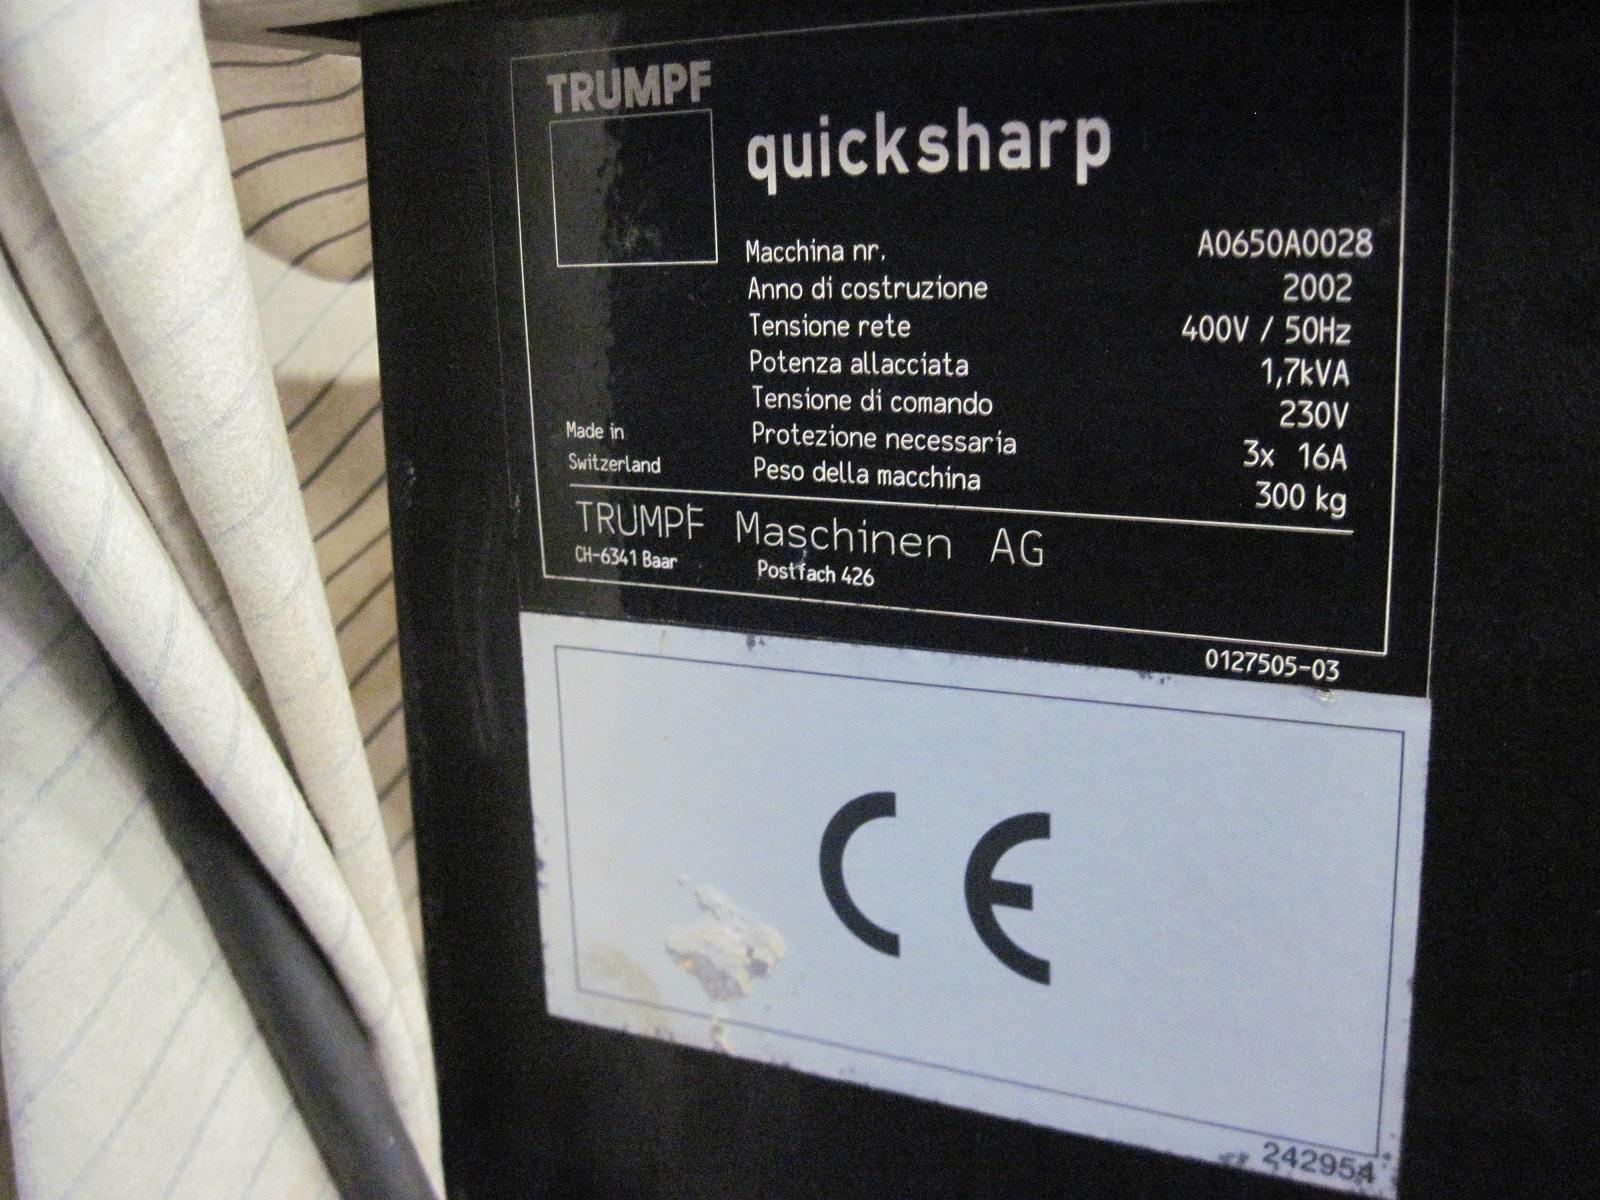 TRUMPF
quicksharp
Macchina nr. A0650A0028
Anno di costruzione 2002
Tensione rete 400V / 50Hz
Potenza allacciata 1,7kVA
Tensione di comando 230V
Protezione necessaria 3x 16A
Peso della macchina 300 kg
Made in
Switzerland
TRUMPF Maschinen AG
CH-6341 Baar Postfach 426
0127505-03
CE
242954